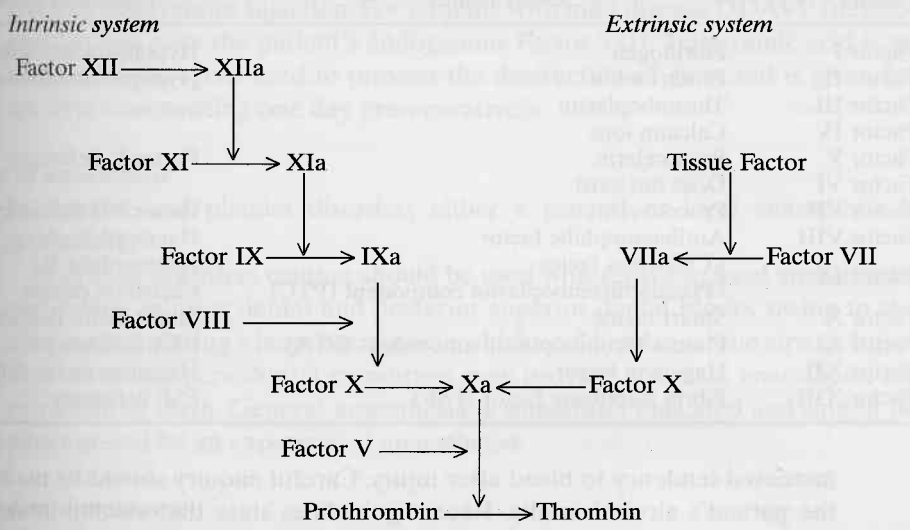 Intrinsic system Extrinsic system
Factor XII XIIa
Factor XI XIa Tissue Factor
Factor IX IXa VIIa Factor VII
Factor VIII
Factor X Xa Factor X
Factor V
Prothrombin Thrombin